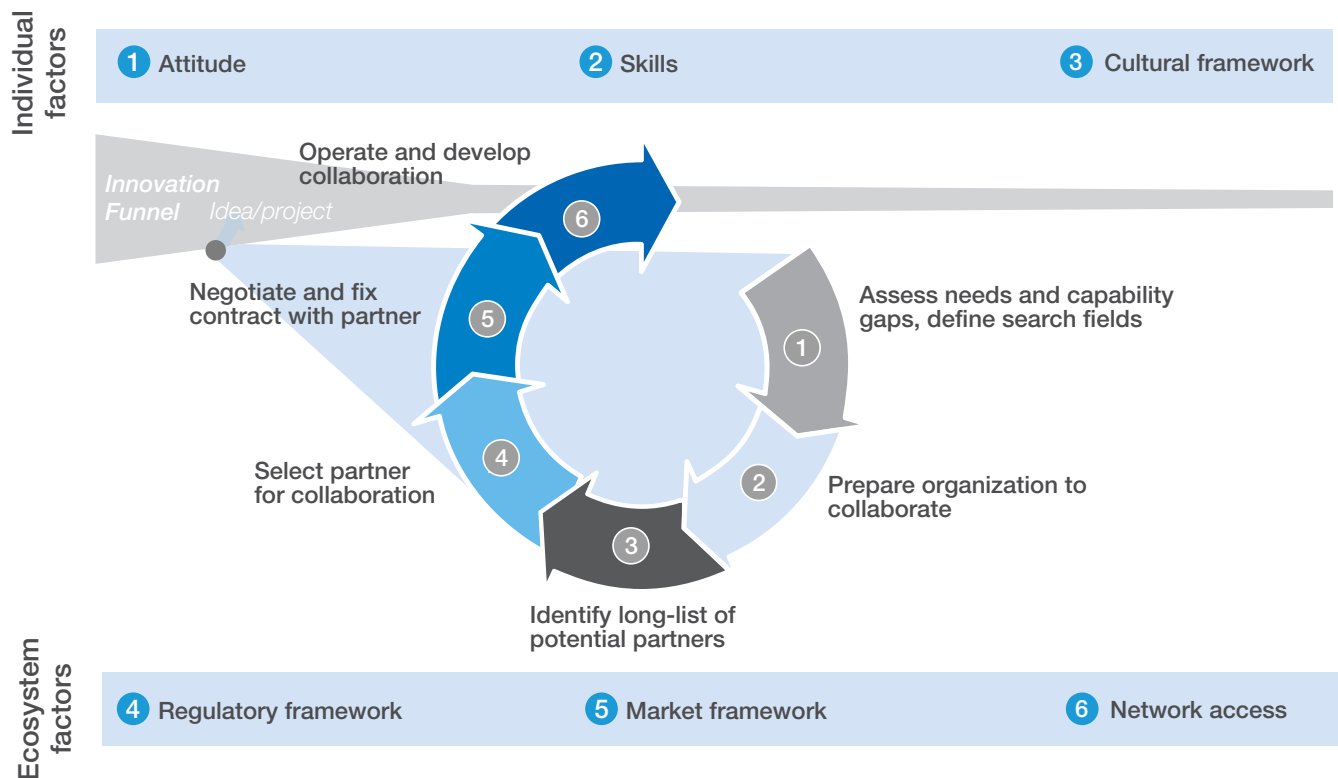 Individual
factors
1 Attitude
2 Skills
3 Cultural framework
Operate and develop
collaboration
Innovation
Funnel
Idea/project
6
Negotiate and fix
contract with partner
5
Assess needs and capability
gaps, define search fields
1
Select partner
for collaboration
4
2
Prepare organization to
collaborate
3
Identify long-list of
potential partners
Ecosystem
factors
4 Regulatory framework
5 Market framework
6 Network access